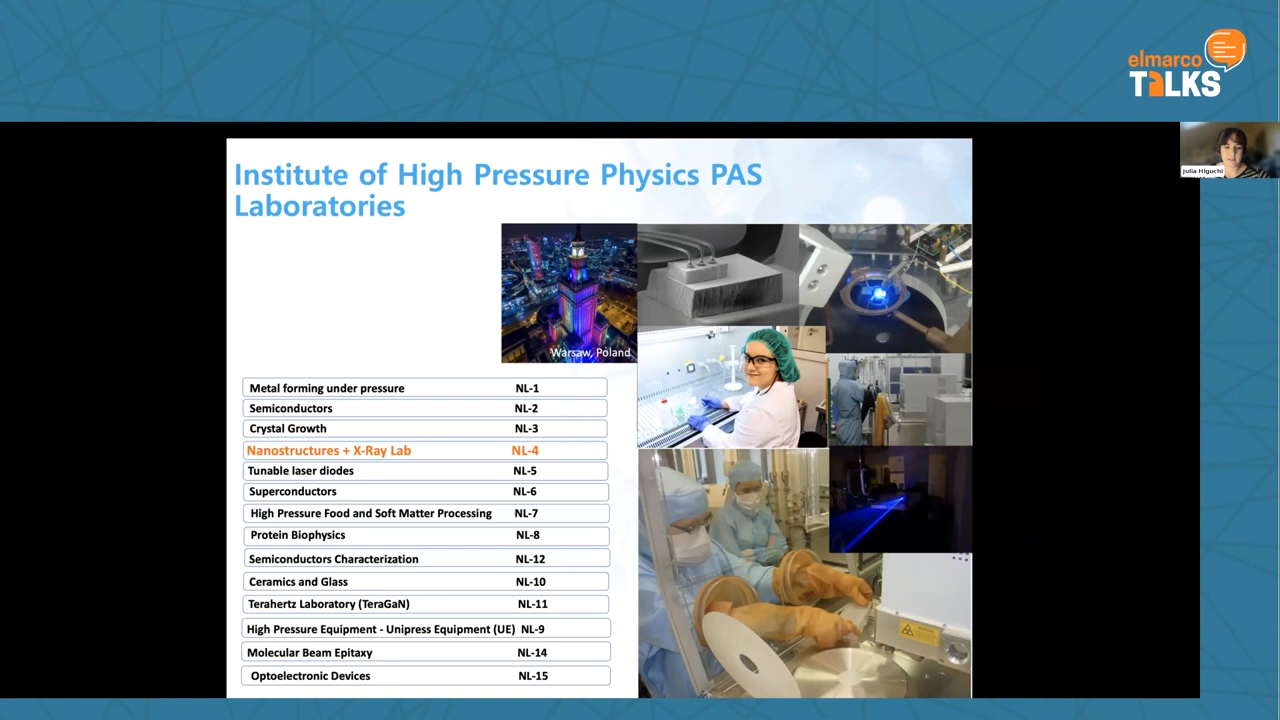 elmarco
TALKS
Julia Higuchi
Institute of High Pressure Physics PAS
Laboratories
Warsaw, Poland
Metal forming under pressure NL-1
Semiconductors NL-2
Crystal Growth NL-3
Nanostructures + X-Ray Lab NL-4
Tunable laser diodes NL-5
Superconductors NL-6
High Pressure Food and Soft Matter Processing NL-7
Protein Biophysics NL-8
Semiconductors Characterization NL-12
Ceramics and Glass NL-10
Terahertz Laboratory (TeraGaN) NL-11
High Pressure Equipment - Unipress Equipment (UE) NL-9
Molecular Beam Epitaxy NL-14
Optoelectronic Devices NL-15